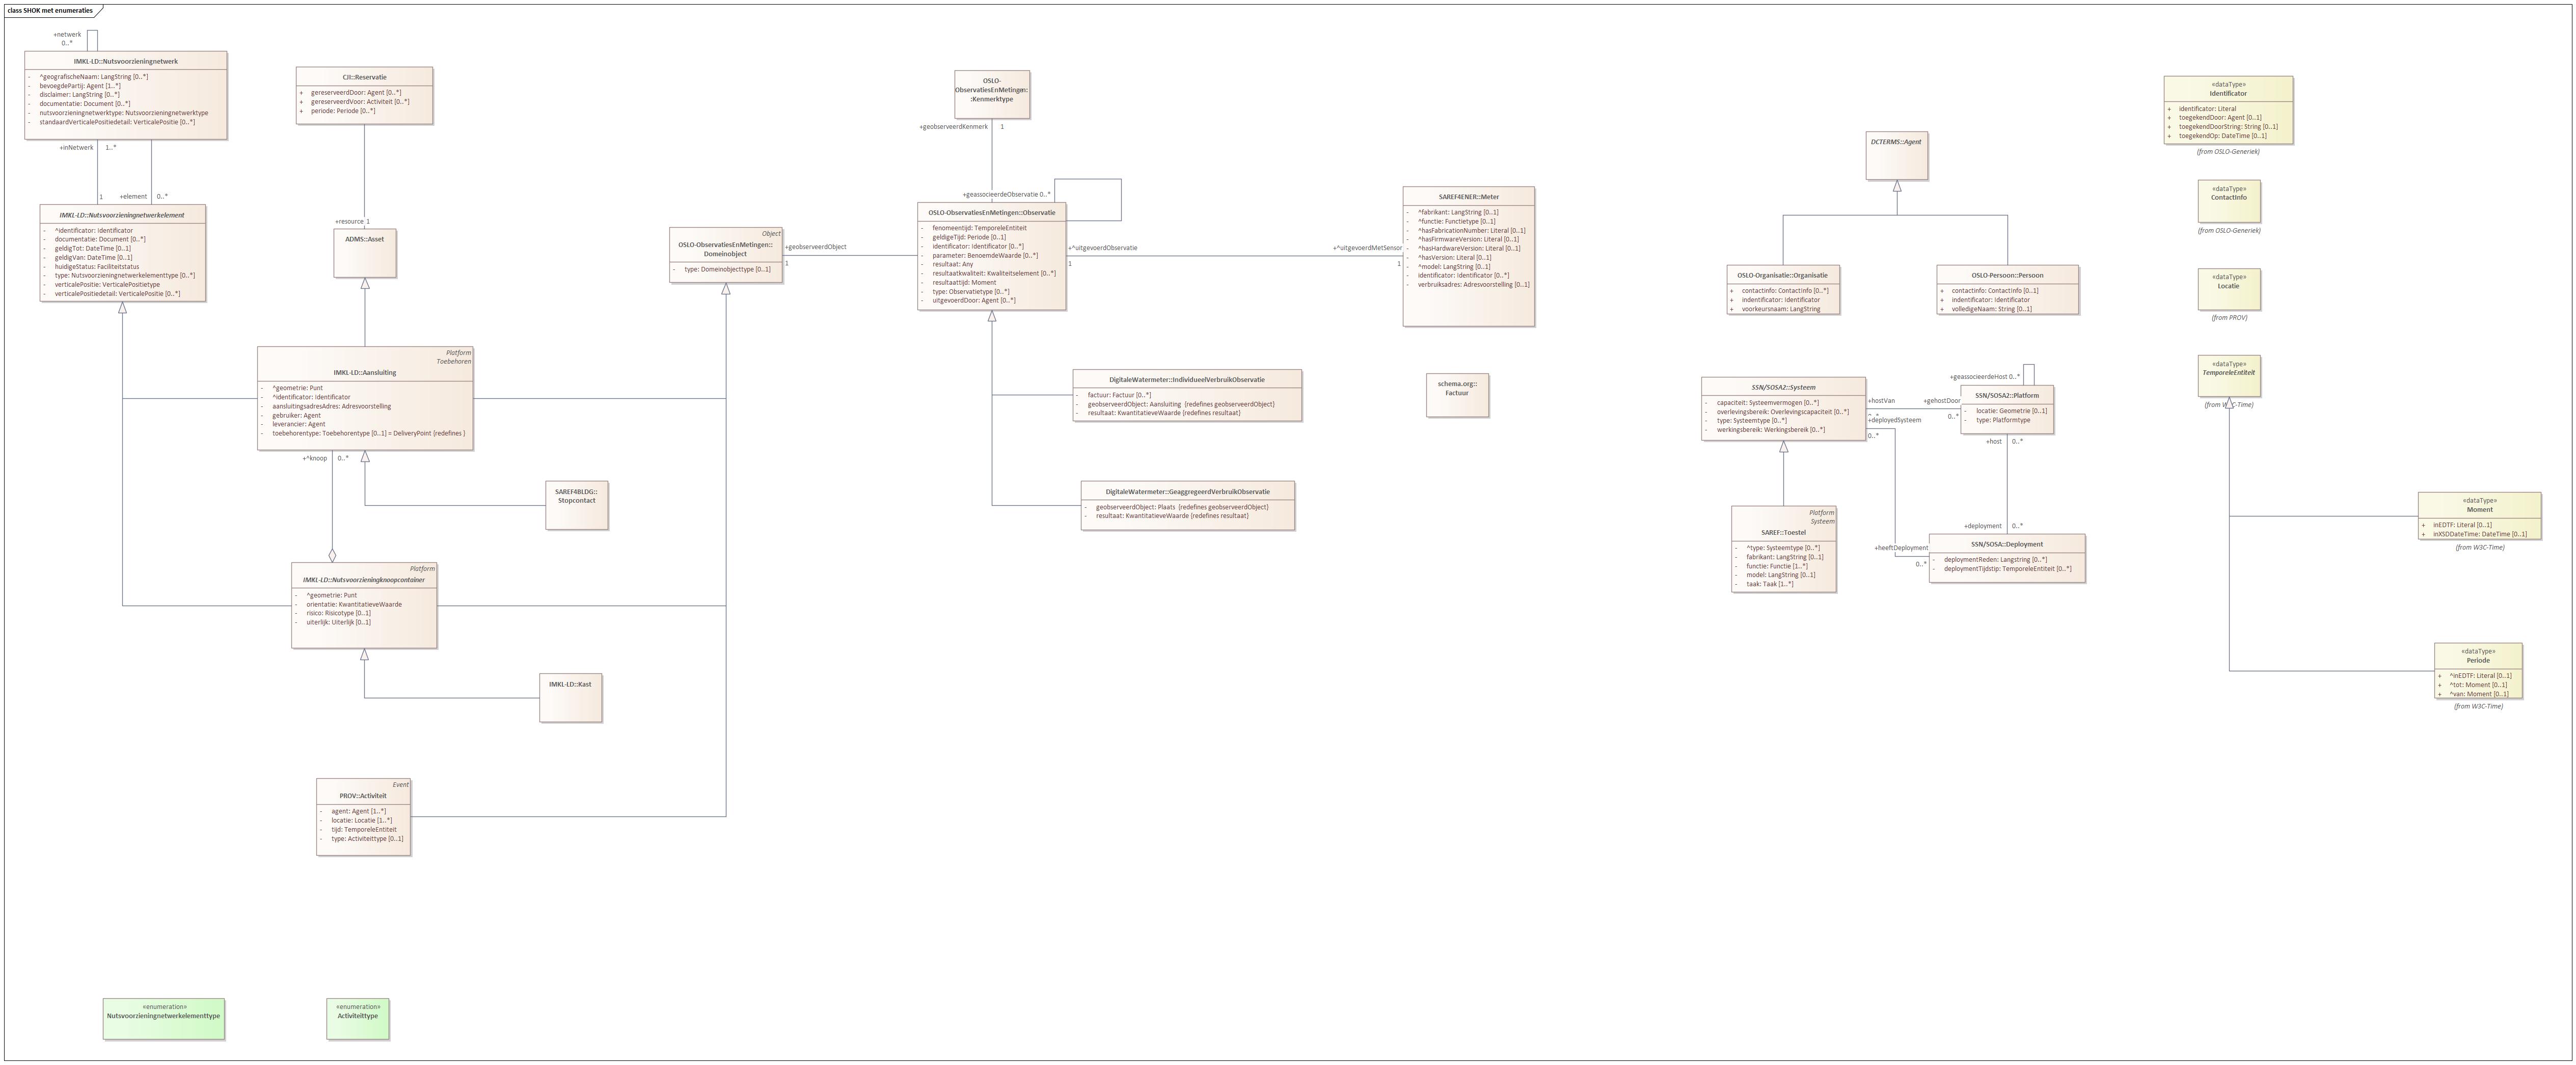 class SHOK met enumeraties
+netwerk
0..*
IMKL-LD::Nutsvoorzieningnetwerk
- ^geografischeNaam: LangString [0..*]
- bevoegdePartij: Agent [1..*]
- disclaimer: LangString [0..*]
- documentatie: Document [0..*]
- nutsvoorzieningnetwerktype: Nutsvoorzieningnetwerktype
- standaardVerticalePositiedetail: VerticalePositie [0..*]
+inNetwerk 1..*
1 +element 0..*
IMKL-LD::Nutsvoorzieningnetwerkelement
- ^identificator: Identificator
- documentatie: Document [0..*]
- geldigTot: DateTime [0..1]
- geldigVan: DateTime [0..1]
- huidigeStatus: Faciliteitstatus
- type: Nutsvoorzieningnetwerkelementtype [0..*]
- verticalePositie: VerticalePositietype
- verticalePositiedetail: VerticalePositie [0..*]
CJI::Reservatie
+ gereserveerdDoor: Agent [0..*]
+ gereserveerdVoor: Activiteit [0..*]
+ periode: Periode [0..*]
+resource 1
ADMS::Asset
Platform
Toebehoren
IMKL-LD::Aansluiting
- ^geometrie: Punt
- ^identificator: Identificator
- aansluitingsadresAdres: Adresvoorstelling
- gebruiker: Agent
- leverancier: Agent
- toebehorentype: Toebehorentype [0..1] = DeliveryPoint {redefines }
+^knoop 0..*
SAREF4BLDG::
Stopcontact
Platform
IMKL-LD::Nutsvoorzieningknoopcontainer
- ^geometrie: Punt
- orientatie: KwantitatieveWaarde
- risico: Risicotype [0..1]
- uiterlijk: Uiterlijk [0..1]
IMKL-LD::Kast
Event
PROV::Activiteit
- agent: Agent [1..*]
- locatie: Locatie [1..*]
- tijd: TemporeleEntiteit
- type: Activiteittype [0..1]
«enumeration»
Nutsvoorzieningnetwerkelementtype
«enumeration»
Activiteittype
Object
OSLO-ObservatiesEnMetingen::
Domeinobject
- type: Domeinobjecttype [0..1]
+geobserveerdObject
1
OSLO-
ObservatiesEnMetingen:
:Kenmerktype
+geobserveerdKenmerk 1
+geassocieerdeObservatie 0..*
OSLO-ObservatiesEnMetingen::Observatie
- fenomeentijd: TemporeleEntiteit
- geldigeTijd: Periode [0..1]
- identificator: Identificator [0..*]
- parameter: BenoemdeWaarde [0..*]
- resultaat: Any
- resultaatkwaliteit: Kwaliteitselement [0..*]
- resultaattijd: Moment
- type: Observatietype [0..*]
- uitgevoerdDoor: Agent [0..*]
+^uitgevoerdObservatie
1
+^uitgevoerdMetSensor
1
SAREF4ENER::Meter
- ^fabrikant: LangString [0..1]
- ^functie: Functietype [0..1]
- ^hasFabricationNumber: Literal [0..1]
- ^hasFirmwareVersion: Literal [0..1]
- ^hasHardwareVersion: Literal [0..1]
- ^hasVersion: Literal [0..1]
- ^model: LangString [0..1]
- identificator: Identificator [0..*]
- verbruiksadres: Adresvoorstelling [0..1]
DigitaleWatermeter::IndividueelVerbruikObservatie
- factuur: Factuur [0..*]
- geobserveerdObject: Aansluiting {redefines geobserveerdObject}
- resultaat: KwantitatieveWaarde {redefines resultaat}
DigitaleWatermeter::GeaggregeerdVerbruikObservatie
- geobserveerdObject: Plaats {redefines geobserveerdObject}
- resultaat: KwantitatieveWaarde {redefines resultaat}
schema.org::
Factuur
DCTERMS::Agent
OSLO-Organisatie::Organisatie
+ contactinfo: ContactInfo [0..*]
+ indentificator: Identificator
+ voorkeursnaam: LangString
OSLO-Persoon::Persoon
+ contactinfo: ContactInfo [0..1]
+ indentificator: Identificator
+ volledigeNaam: String [0..1]
SSN/SOSA2::Systeem
- capaciteit: Systeemvermogen [0..*]
- overlevingsbereik: Overlevingscapaciteit [0..*]
- type: Systeemtype [0..*]
- werkingsbereik: Werkingsbereik [0..*]
+hostVan
0..*
+deployedSysteem
0..*
+gehostDoor
0..*
+geassocieerdeHost 0..*
SSN/SOSA2::Platform
- locatie: Geometrie [0..1]
- type: Platformtype
+host 0..*
+deployment 0..*
+heeftDeployment
0..*
SSN/SOSA::Deployment
- deploymentReden: Langstring [0..*]
- deploymentTijdstip: TemporeleEntiteit [0..*]
Platform
Systeem
SAREF::Toestel
- ^type: Systeemtype [0..*]
- fabrikant: LangString [0..1]
- functie: Functie [1..*]
- model: LangString [0..1]
- taak: Taak [1..*]
«dataType»
Identificator
+ identificator: Literal
+ toegekendDoor: Agent [0..1]
+ toegekendDoorString: String [0..1]
+ toegekendOp: DateTime [0..1]
(from OSLO-Generiek)
«dataType»
ContactInfo
(from OSLO-Generiek)
«dataType»
Locatie
(from PROV)
«dataType»
TemporeleEntiteit
(from W3C-Time)
«dataType»
Moment
+ inEDTF: Literal [0..1]
+ inXSDDateTime: DateTime [0..1]
(from W3C-Time)
«dataType»
Periode
+ ^inEDTF: Literal [0..1]
+ ^tot: Moment [0..1]
+ ^van: Moment [0..1]
(from W3C-Time)